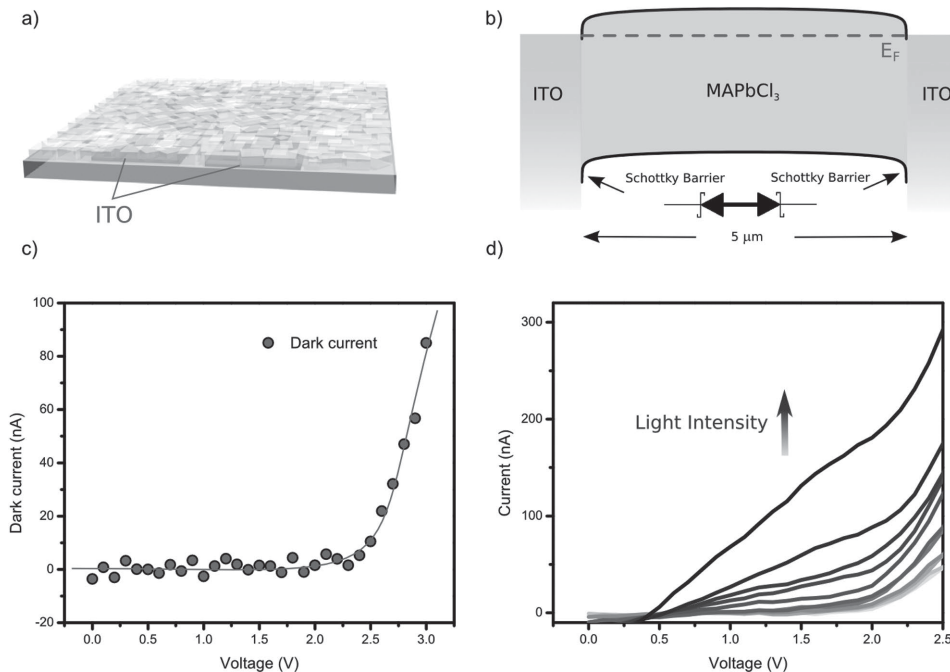 a)
ITO
b)
E_F
ITO
MAPbCl₃
ITO
Schottky Barrier
Schottky Barrier
5 µm
c)
100
80
60
40
20
0
-20
Dark current (nA)
Dark current
0.0 0.5 1.0 1.5 2.0 2.5 3.0
Voltage (V)
d)
300
200
100
0
Current (nA)
Light Intensity
0.0 0.5 1.0 1.5 2.0 2.5
Voltage (V)